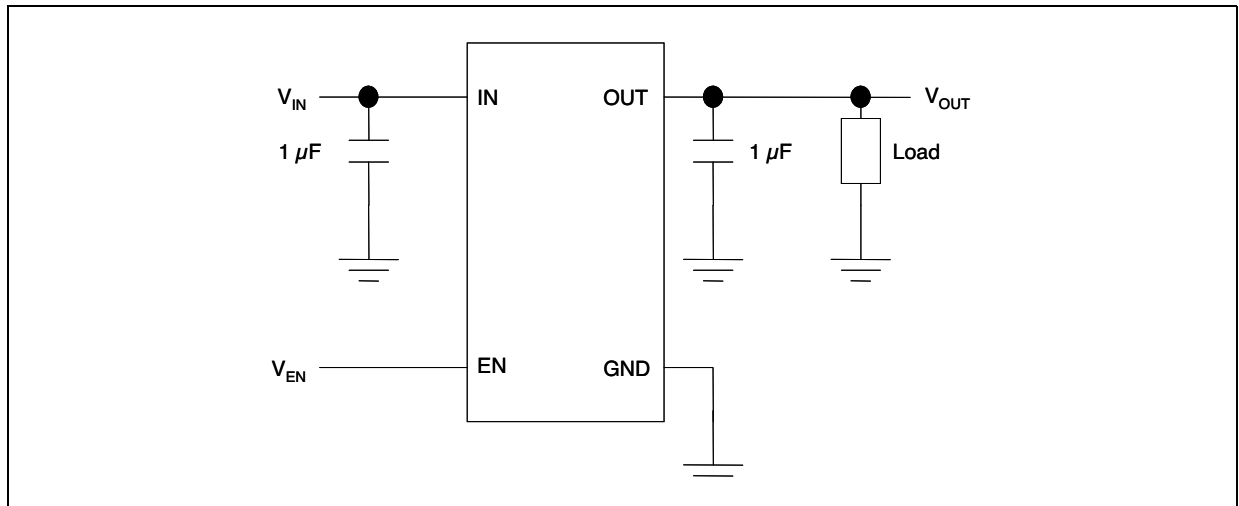 V_IN
IN
OUT
V_OUT
1 µF
1 µF
Load
V_EN
EN
GND